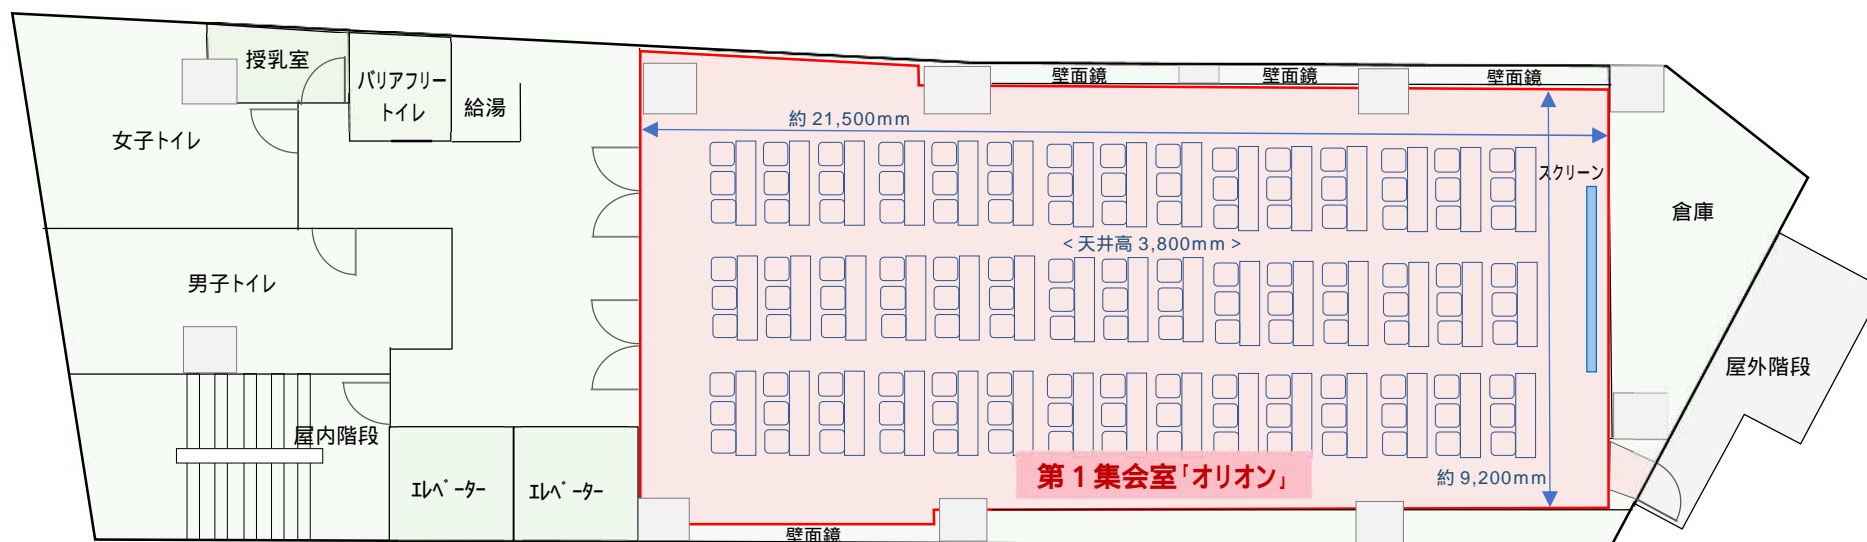 授乳室
バリアフリー
トイレ
給湯
女子トイレ
男子トイレ
屋内階段
エレベーター
エレベーター
壁面鏡
壁面鏡
壁面鏡
約 21,500mm
スクリーン
< 天井高 3,800mm >
倉庫
屋外階段
第1集会室「オリオン」
約 9,200mm
壁面鏡